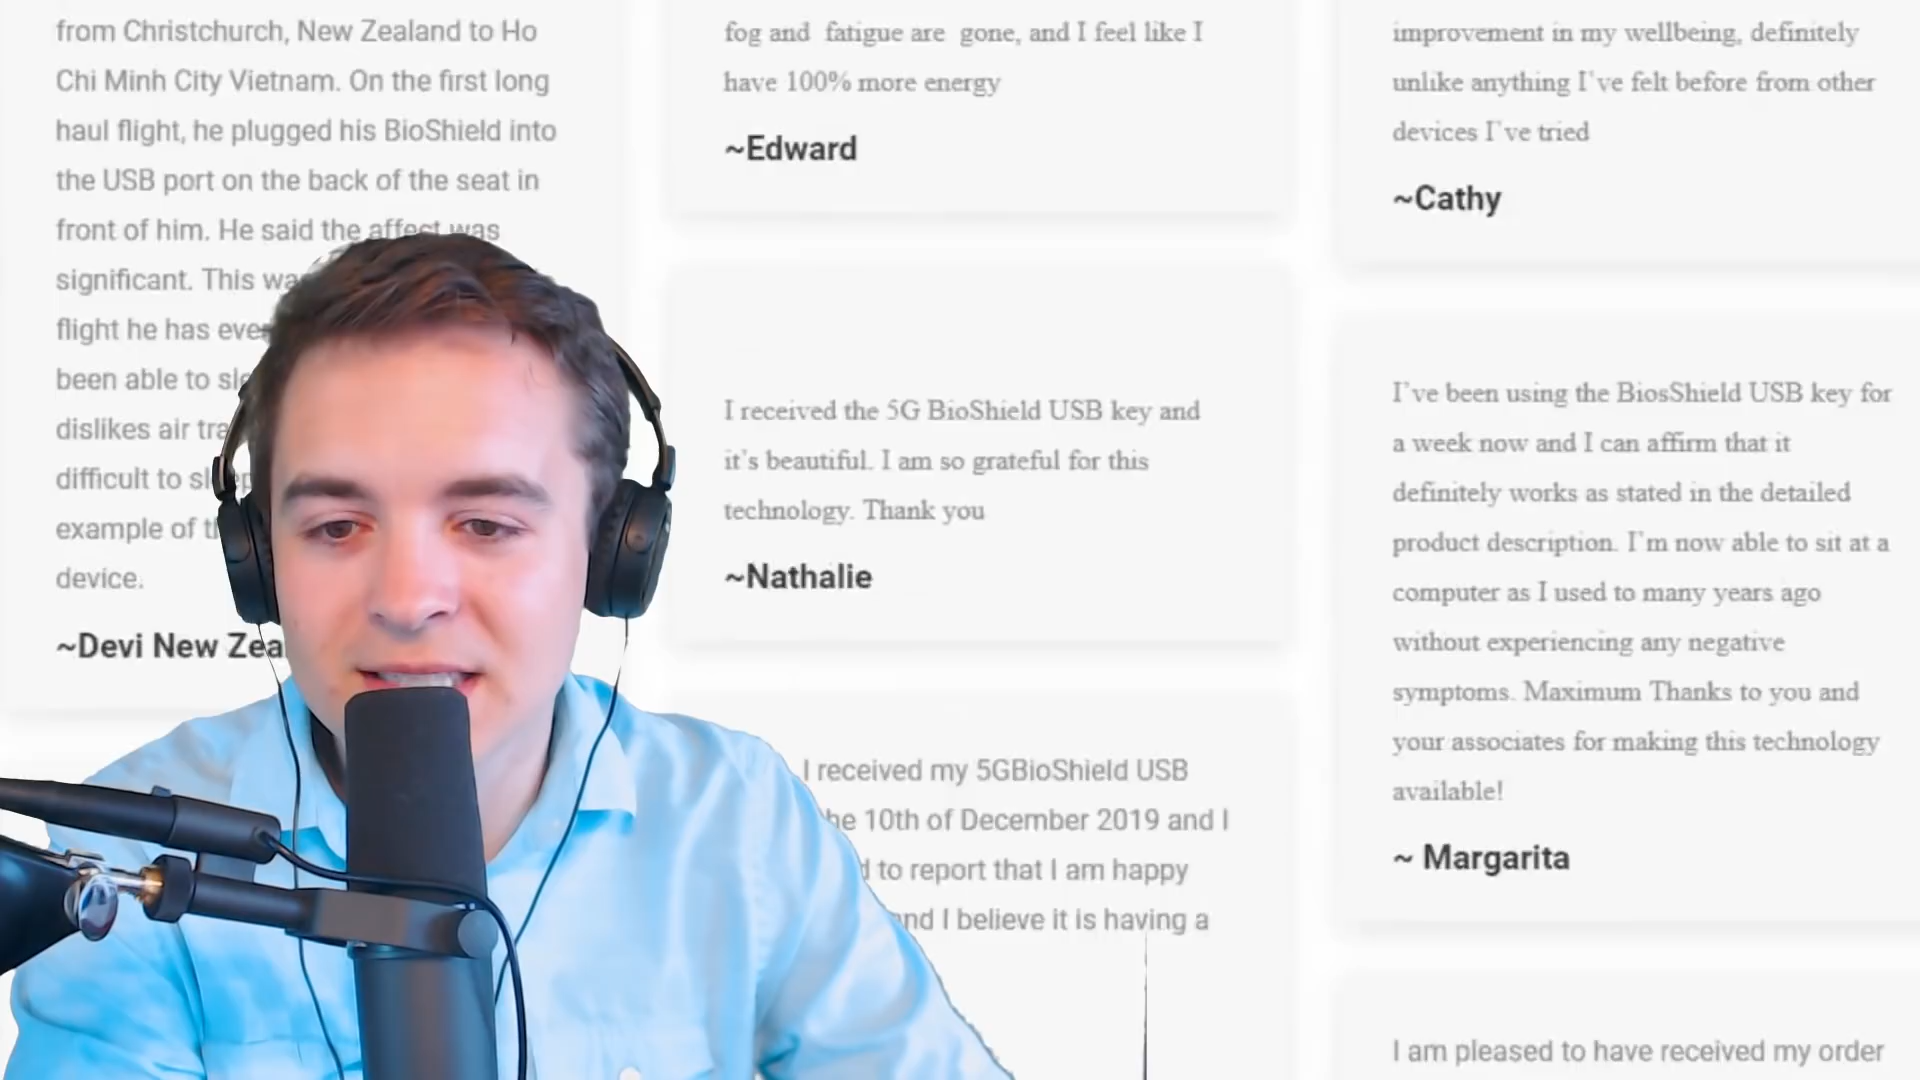 from Christchurch, New Zealand to Ho
Chi Minh City Vietnam. On the first long
haul flight, he plugged his BioShield into
the USB port on the back of the seat in
front of him. He said the affect was
significant. This was
flight he has ever
been able to
dislikes air
difficult to sleep
example of
device.
~Devi New
fog and fatigue are gone, and I feel like I
have 100% more energy
~Edward
I received the 5G BioShield USB key and
it's beautiful. I am so grateful for this
technology. Thank you
~Nathalie
I received my 5GBioShield USB
the 10th of December 2019 and I
to report that I am happy
and I believe it is having a
improvement in my wellbeing, definitely
unlike anything I've felt before from other
devices I've tried
~Cathy
I've been using the BiosShield USB key for
a week now and I can affirm that it
definitely works as stated in the detailed
product description. I'm now able to sit at a
computer as I used to many years ago
without experiencing any negative
symptoms. Maximum Thanks to you and
your associates for making this technology
available!
~ Margarita
I am pleased to have received my order